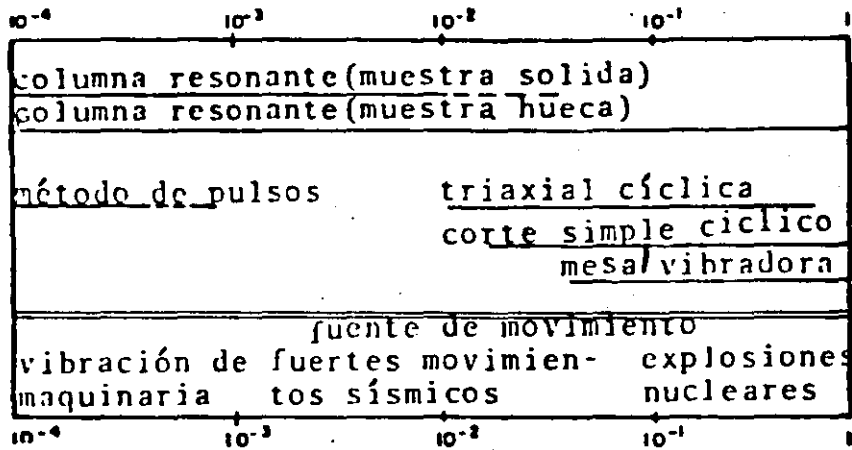 10⁻⁴ 10⁻³ 10⁻² 10⁻¹ 1
columna resonante(muestra solida)
columna resonante(muestra hueca)
método de pulsos triaxial cíclica
corte simple ciclico
mesa vibradora
fuente de movimiento
vibración de fuertes movimien- explosiones
maquinaria tos sísmicos nucleares
10⁻⁴ 10⁻³ 10⁻² 10⁻¹ 1